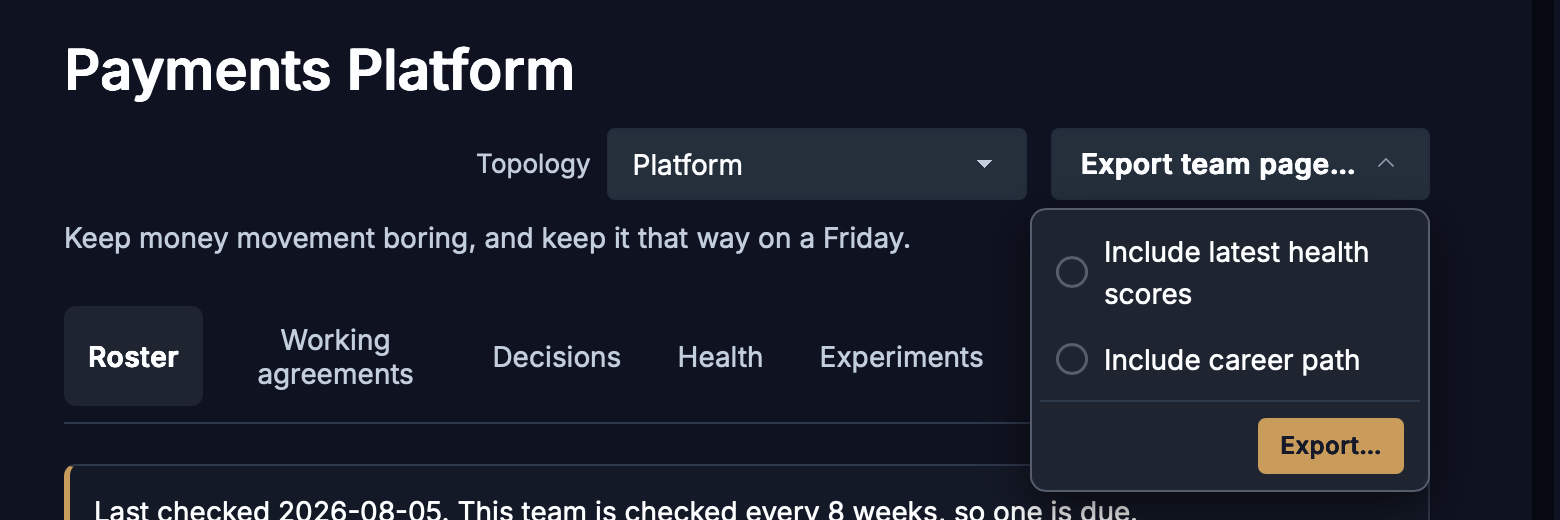 Payments Platform
Topology
Platform
Export team page...
Keep money movement boring, and keep it that way on a Friday.
Include latest health
scores
Include career path
Export...
Roster
Working
agreements
Decisions
Health
Experiments
Last checked 2026-08-05. This team is checked every 8 weeks, so one is due.